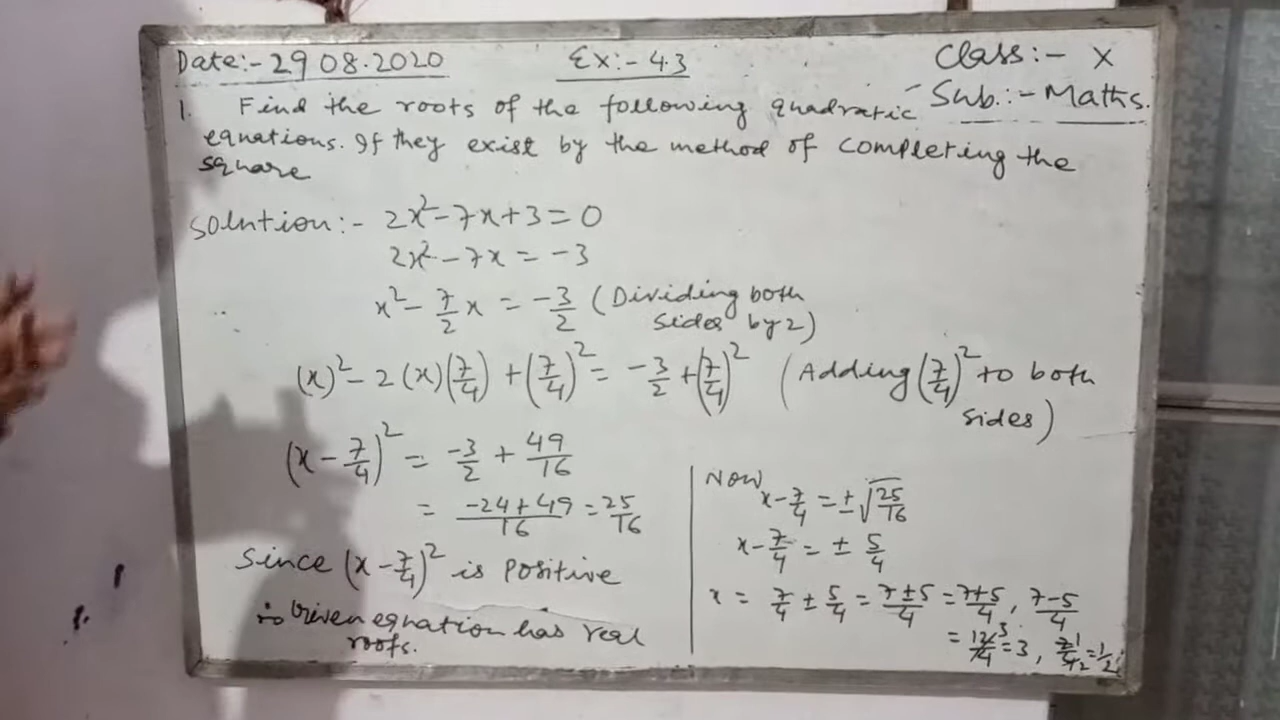 Date:- 29 08.2020
Ex:- 4.3
Class:- X
Sub.:- Maths.
1. Find the roots of the following quadratic
equations. If they exist by the method of completing the
square
Solution:- 2x² - 7x + 3 = 0
2x² - 7x = -3
x² - 7/2 x = -3/2 (Dividing both
sides by 2)
(x)² - 2(x)(7/4) + (7/4)² = -3/2 + (7/4)² (Adding (7/4)² to both
sides)
(x - 7/4)² = -3/2 + 49/16
= -24+49/16 = 25/16
Since (x - 7/4)² is positive
∴ Given equation has real
roots.
Now
x - 7/4 = ± √25/16
x - 7/4 = ± 5/4
x = 7/4 ± 5/4 = 7±5/4 = 7+5/4, 7-5/4
= 12/4 3 = 3, 2/4 1 2 = 1/2